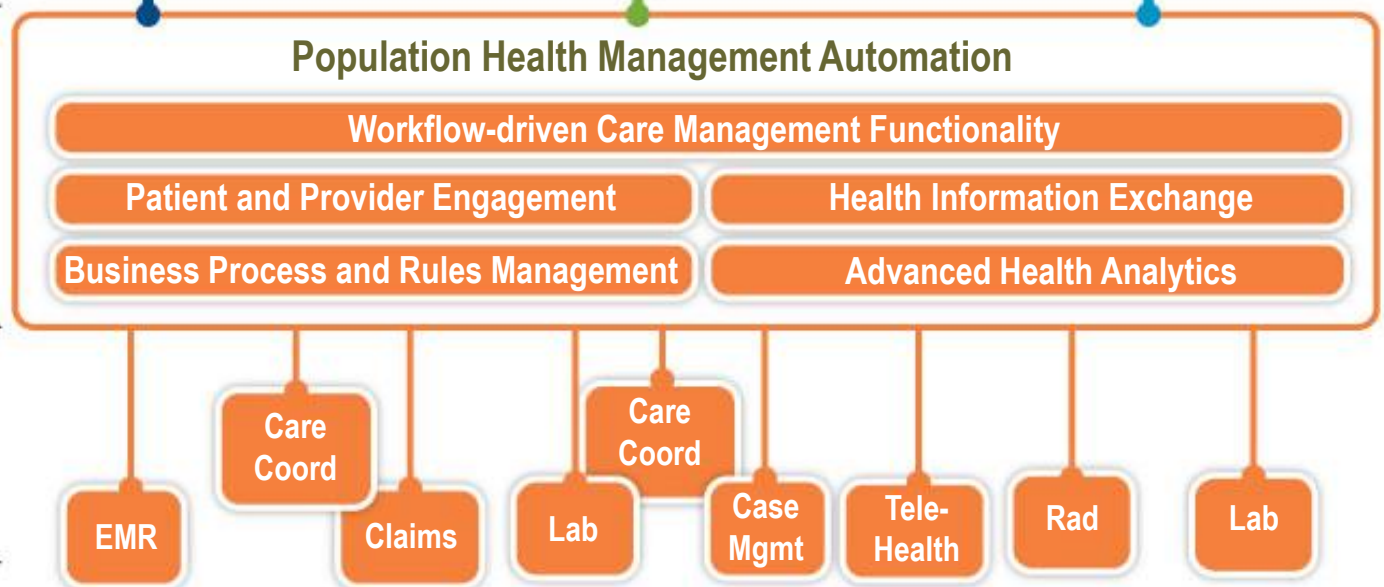 Population Health Management Automation
Workflow-driven Care Management Functionality
Patient and Provider Engagement
Health Information Exchange
Business Process and Rules Management
Advanced Health Analytics
EMR
Care
Coord
Claims
Lab
Care
Coord
Case
Mgmt
Tele-
Health
Rad
Lab